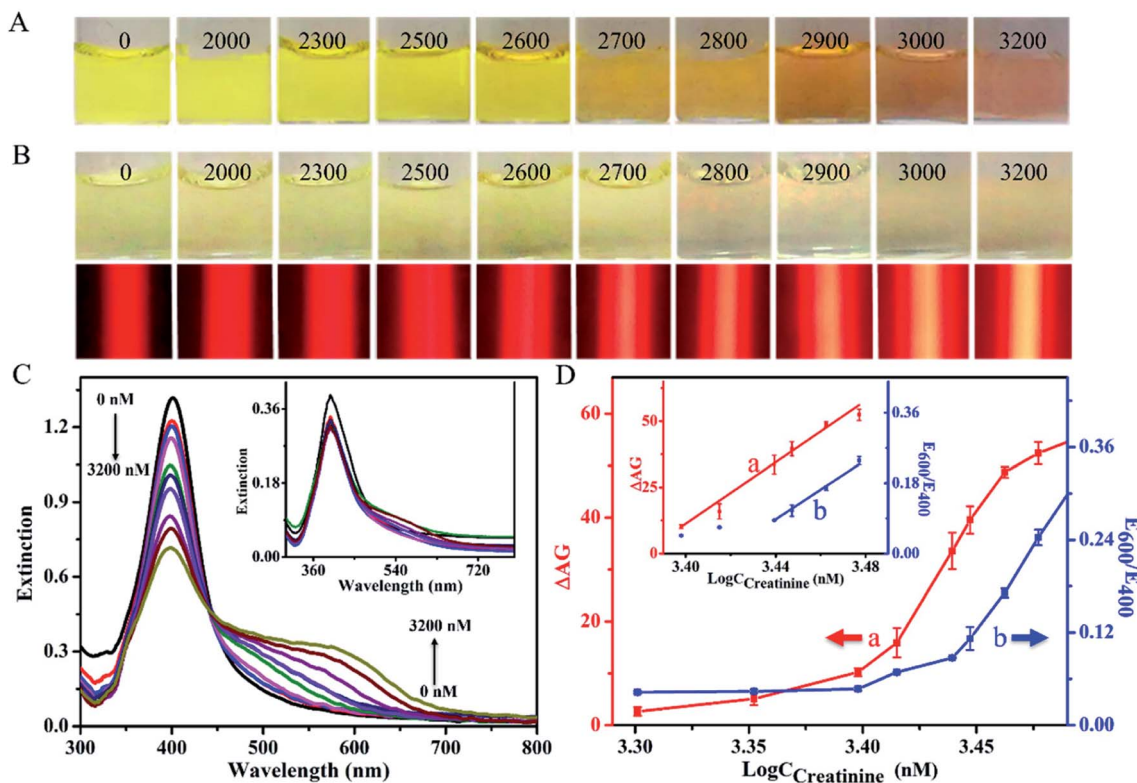 A
0 2000 2300 2500 2600 2700 2800 2900 3000 3200
B
0 2000 2300 2500 2600 2700 2800 2900 3000 3200
C
Extinction
1.2
0.9
0.6
0.3
0.0
0 nM
3200 nM
3200 nM
0 nM
300 400 500 600 700 800
Wavelength (nm)
Extinction
0.36
0.18
0.00
360 540 720
Wavelength (nm)
D
ΔAG
60
40
20
0
a
b
3.30 3.35 3.40 3.45
LogC_Creatinine (nM)
0.36
0.24
0.12
0.00
E600/E400
ΔAG
50
25
0
a
b
3.40 3.44 3.48
LogC_Creatinine (nM)
0.36
0.18
0.00
E600/E400